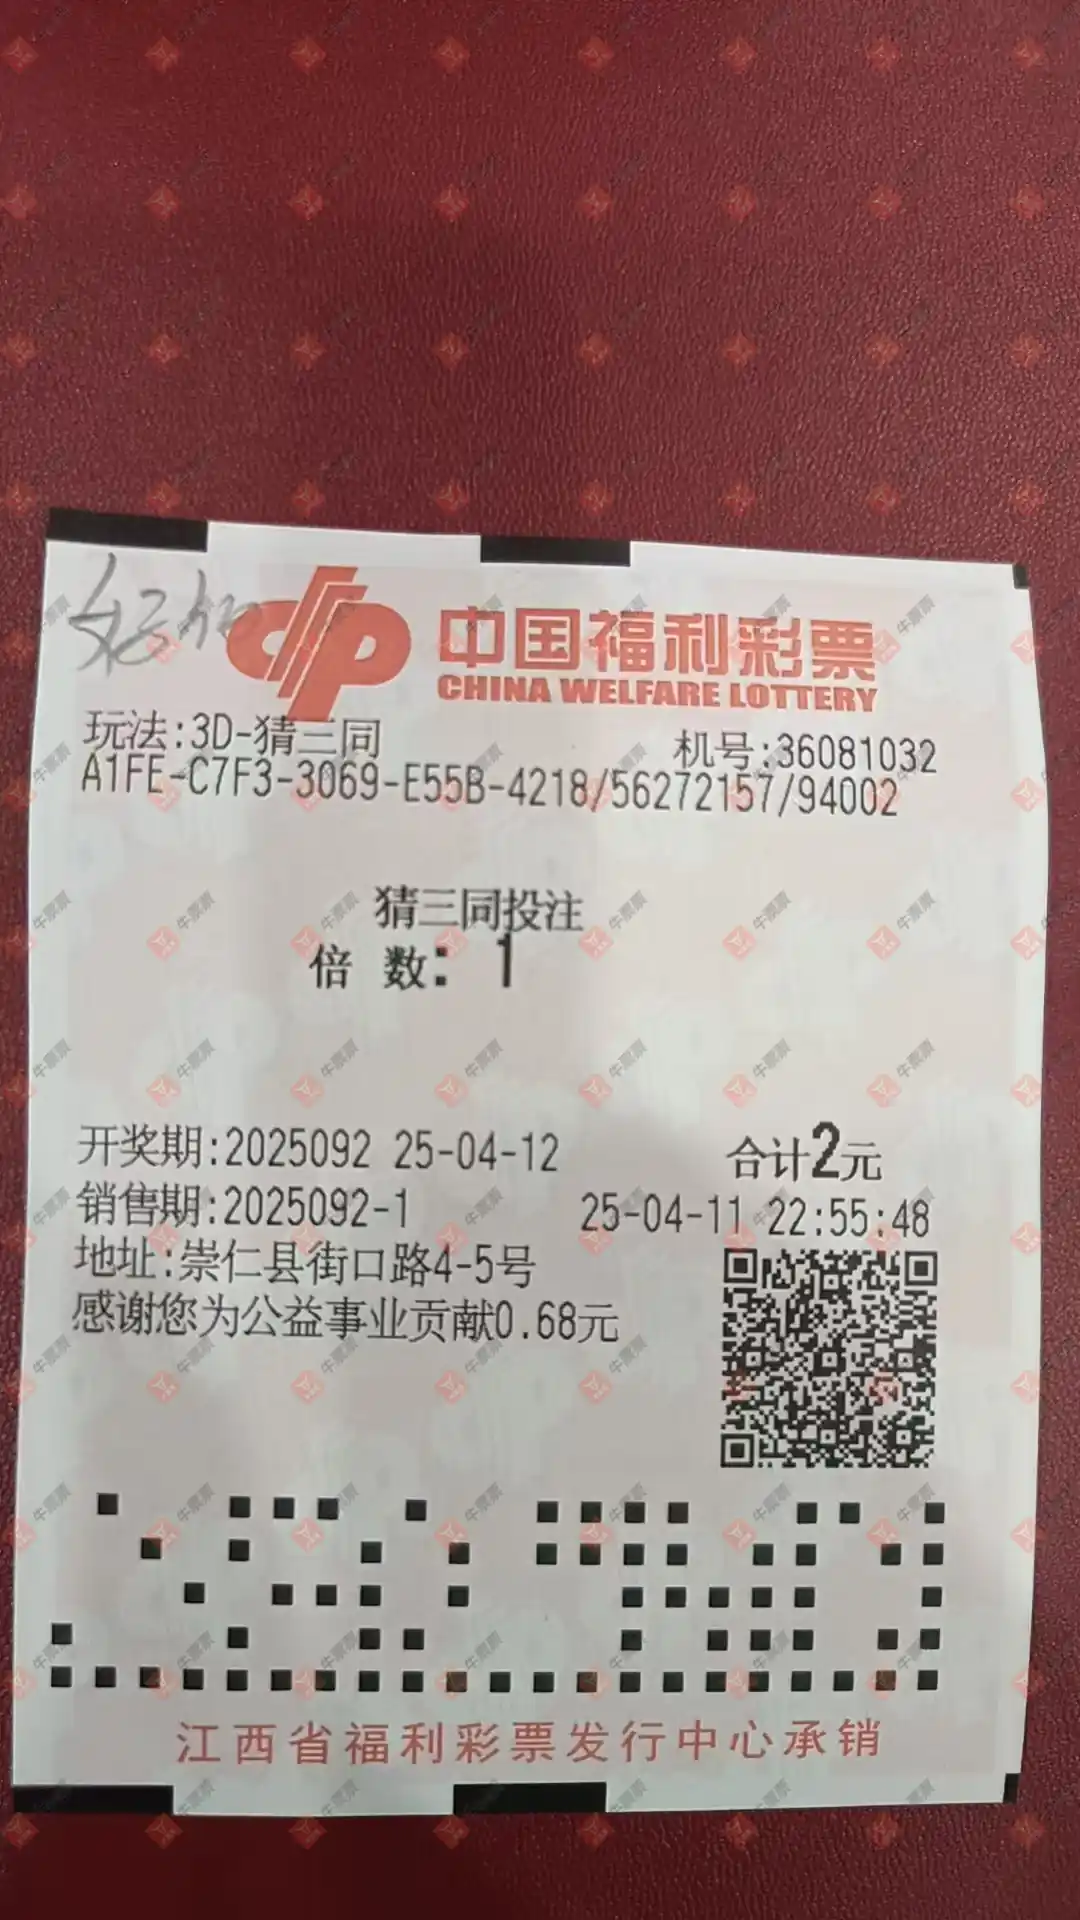 中国福利彩票
CHINA WELFARE LOTTERY
玩法:3D-猜三同 机号:36081032
A1FE-C7F3-3069-E55B-4218/56272157/94002
猜三同投注
倍 数: 1
开奖期:2025092 25-04-12 合计2元
销售期:2025092-1 25-04-11 22:55:48
地址:崇仁县街口路4-5号
感谢您为公益事业贡献0.68元
江西省福利彩票发行中心承销
牛票票